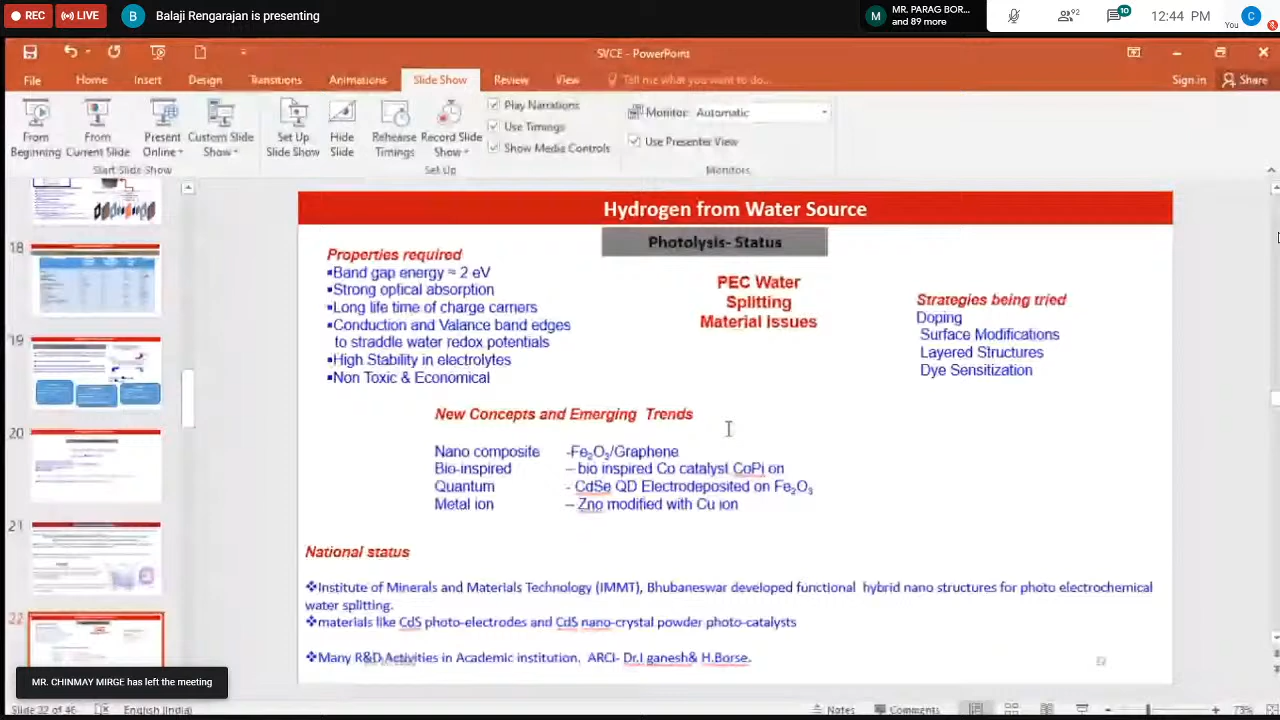 REC
LIVE
B
Balaji Rengarajan is presenting
M
MR. PARAG BOR...
and 89 more
92
10
12:44 PM
You
C
SVCE - PowerPoint
File
Home
Insert
Design
Transitions
Animations
Slide Show
Review
View
Tell me what you want to do...
Sign in
Share
From Beginning
From Current Slide
Present Online
Custom Slide Show
Set Up Slide Show
Hide Slide
Rehearse Timings
Record Slide Show
Play Narrations
Use Timings
Show Media Controls
Monitor: Automatic
Use Presenter View
Start Slide Show
Set Up
Monitors
18
19
20
21
22
Hydrogen from Water Source
Photolysis- Status
Properties required
▪Band gap energy ≈ 2 eV
▪Strong optical absorption
▪Long life time of charge carriers
▪Conduction and Valance band edges
to straddle water redox potentials
▪High Stability in electrolytes
▪Non Toxic & Economical
PEC Water
Splitting
Material Issues
Strategies being tried
Doping
Surface Modifications
Layered Structures
Dye Sensitization
New Concepts and Emerging Trends
Nano composite -Fe₂O₃/Graphene
Bio-inspired – bio inspired Co catalyst CoPi on
Quantum - CdSe QD Electrodeposited on Fe₂O₃
Metal ion – Zno modified with Cu ion
National status
❖Institute of Minerals and Materials Technology (IMMT), Bhubaneswar developed functional hybrid nano structures for photo electrochemical
water splitting.
❖materials like CdS photo-electrodes and CdS nano-crystal powder photo-catalysts
❖Many R&D Activities in Academic institution, ARCI- Dr.I ganesh& H.Borse.
MR. CHINMAY MIRGE has left the meeting
Slide 22 of 46
English (India)
Notes
Comments
73%